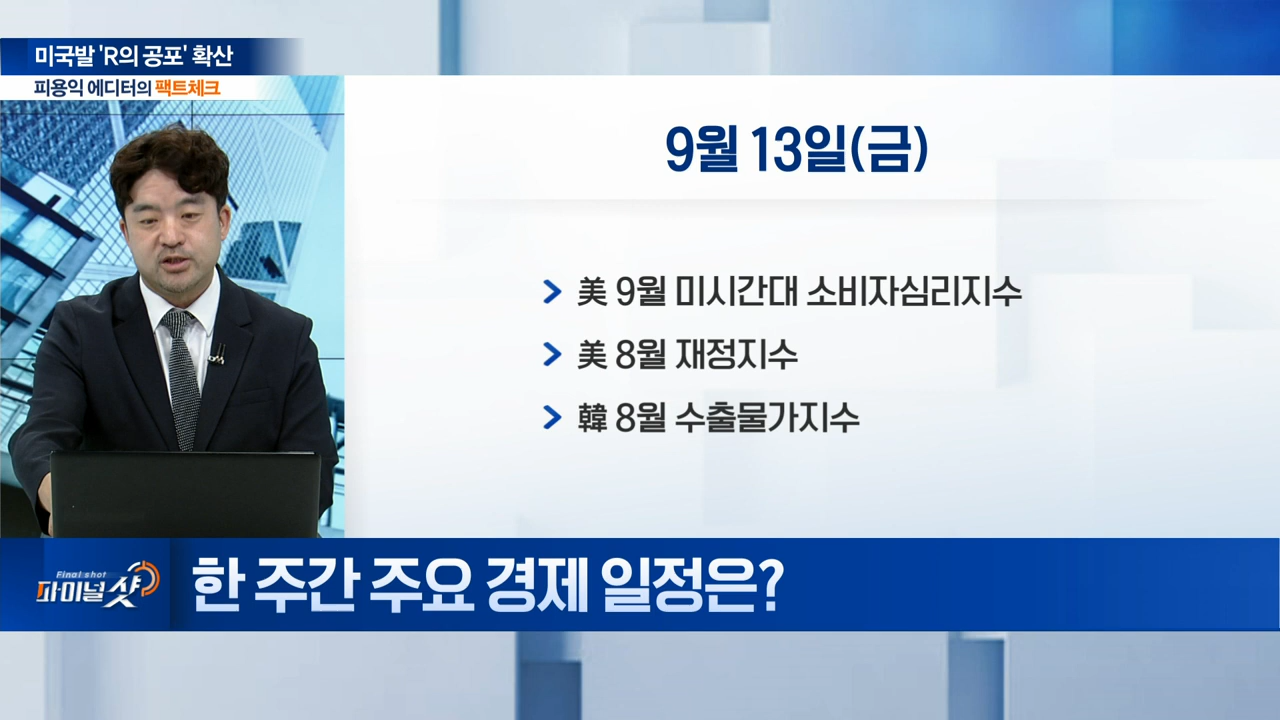 미국발 'R의 공포' 확산
피용익 에디터의 팩트체크
9월 13일(금)
美 9월 미시간대 소비자심리지수
美 8월 재정지수
韓 8월 수출물가지수
Final shot
파이널샷
한 주간 주요 경제 일정은?